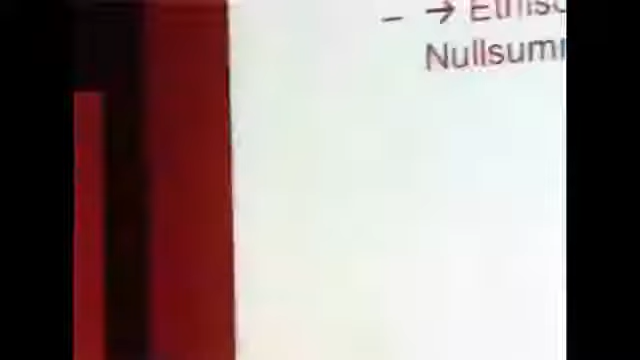 – → Ethisc
Nullsumm